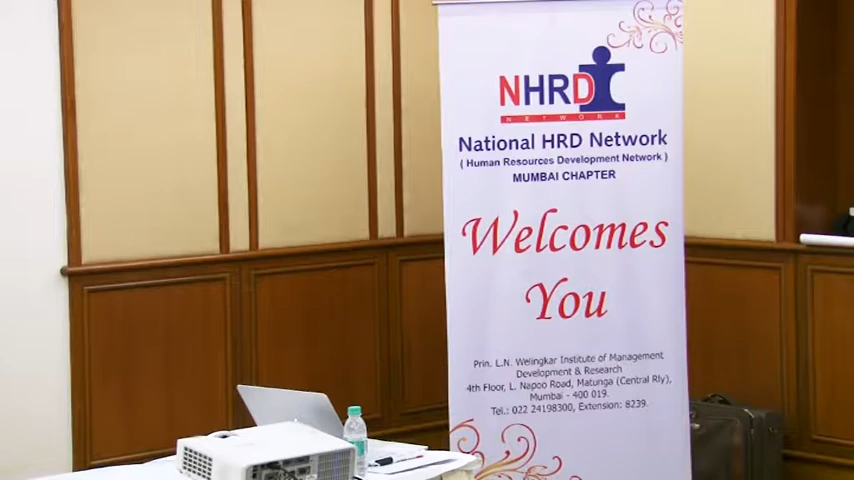 NHRD
NETWORK
National HRD Network
( Human Resources Development Network )
MUMBAI CHAPTER
Welcomes
You
Prin. L.N. Welingkar Institute of Management
Development & Research
4th Floor, L. Napoo Road, Matunga (Central Rly),
Mumbai - 400 019.
Tel.: 022 24198300, Extension: 8239.